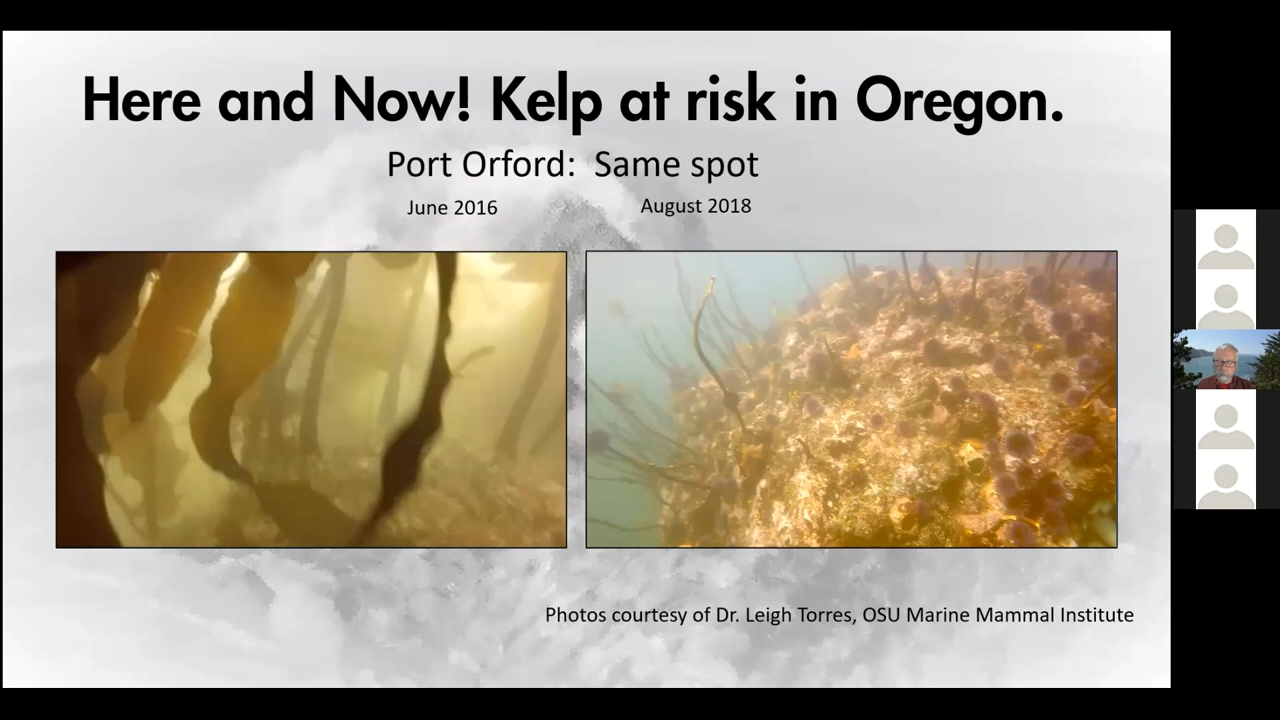 Here and Now! Kelp at risk in Oregon.
Port Orford: Same spot
June 2016
August 2018
Photos courtesy of Dr. Leigh Torres, OSU Marine Mammal Institute